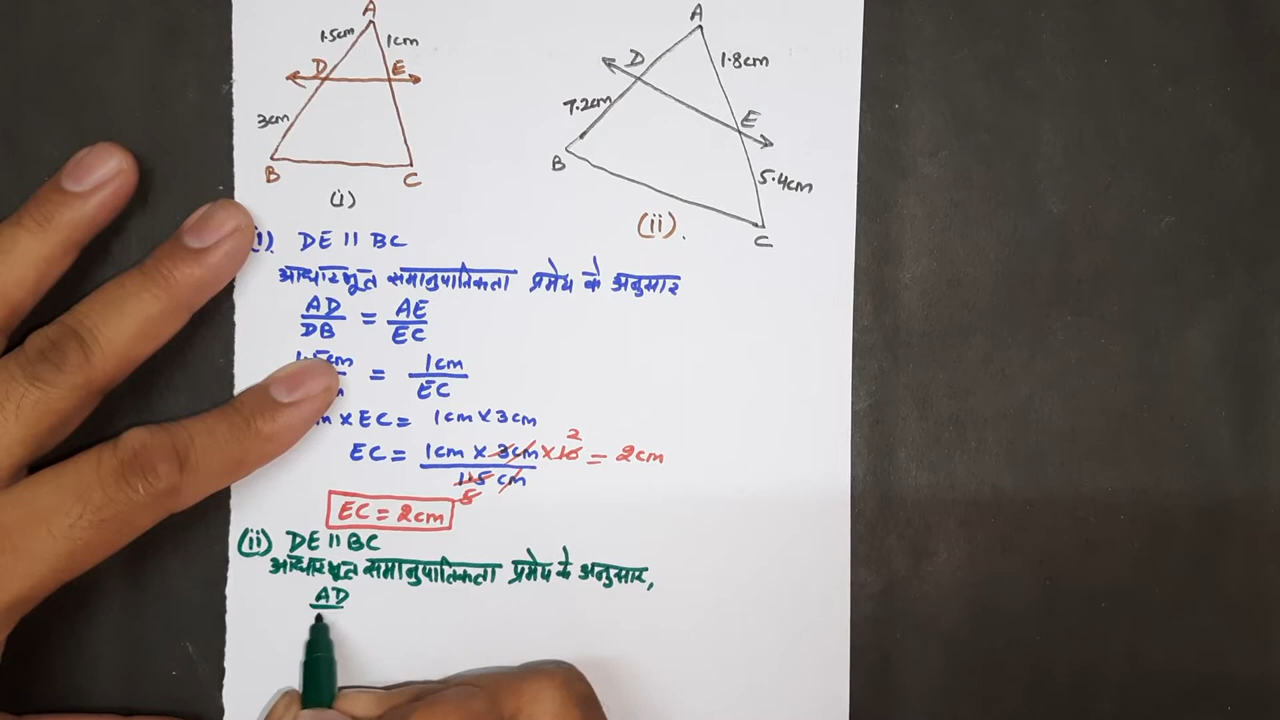 A
1.5cm
1cm
D
E
3cm
B
C
(i)
A
D
1.8cm
7.2cm
E
B
5.4cm
C
(ii).
DE || BC
आधारभूत समानुपातिकता प्रमेय के अनुसार
AD/DB = AE/EC
= 1cm/EC
× EC = 1cm × 3cm
EC = 1cm × 3cm × 10 2 / 1.5 cm 5 = 2cm
EC = 2cm
(ii) DE || BC
आधारभूत समानुपातिकता प्रमेय के अनुसार,
AD